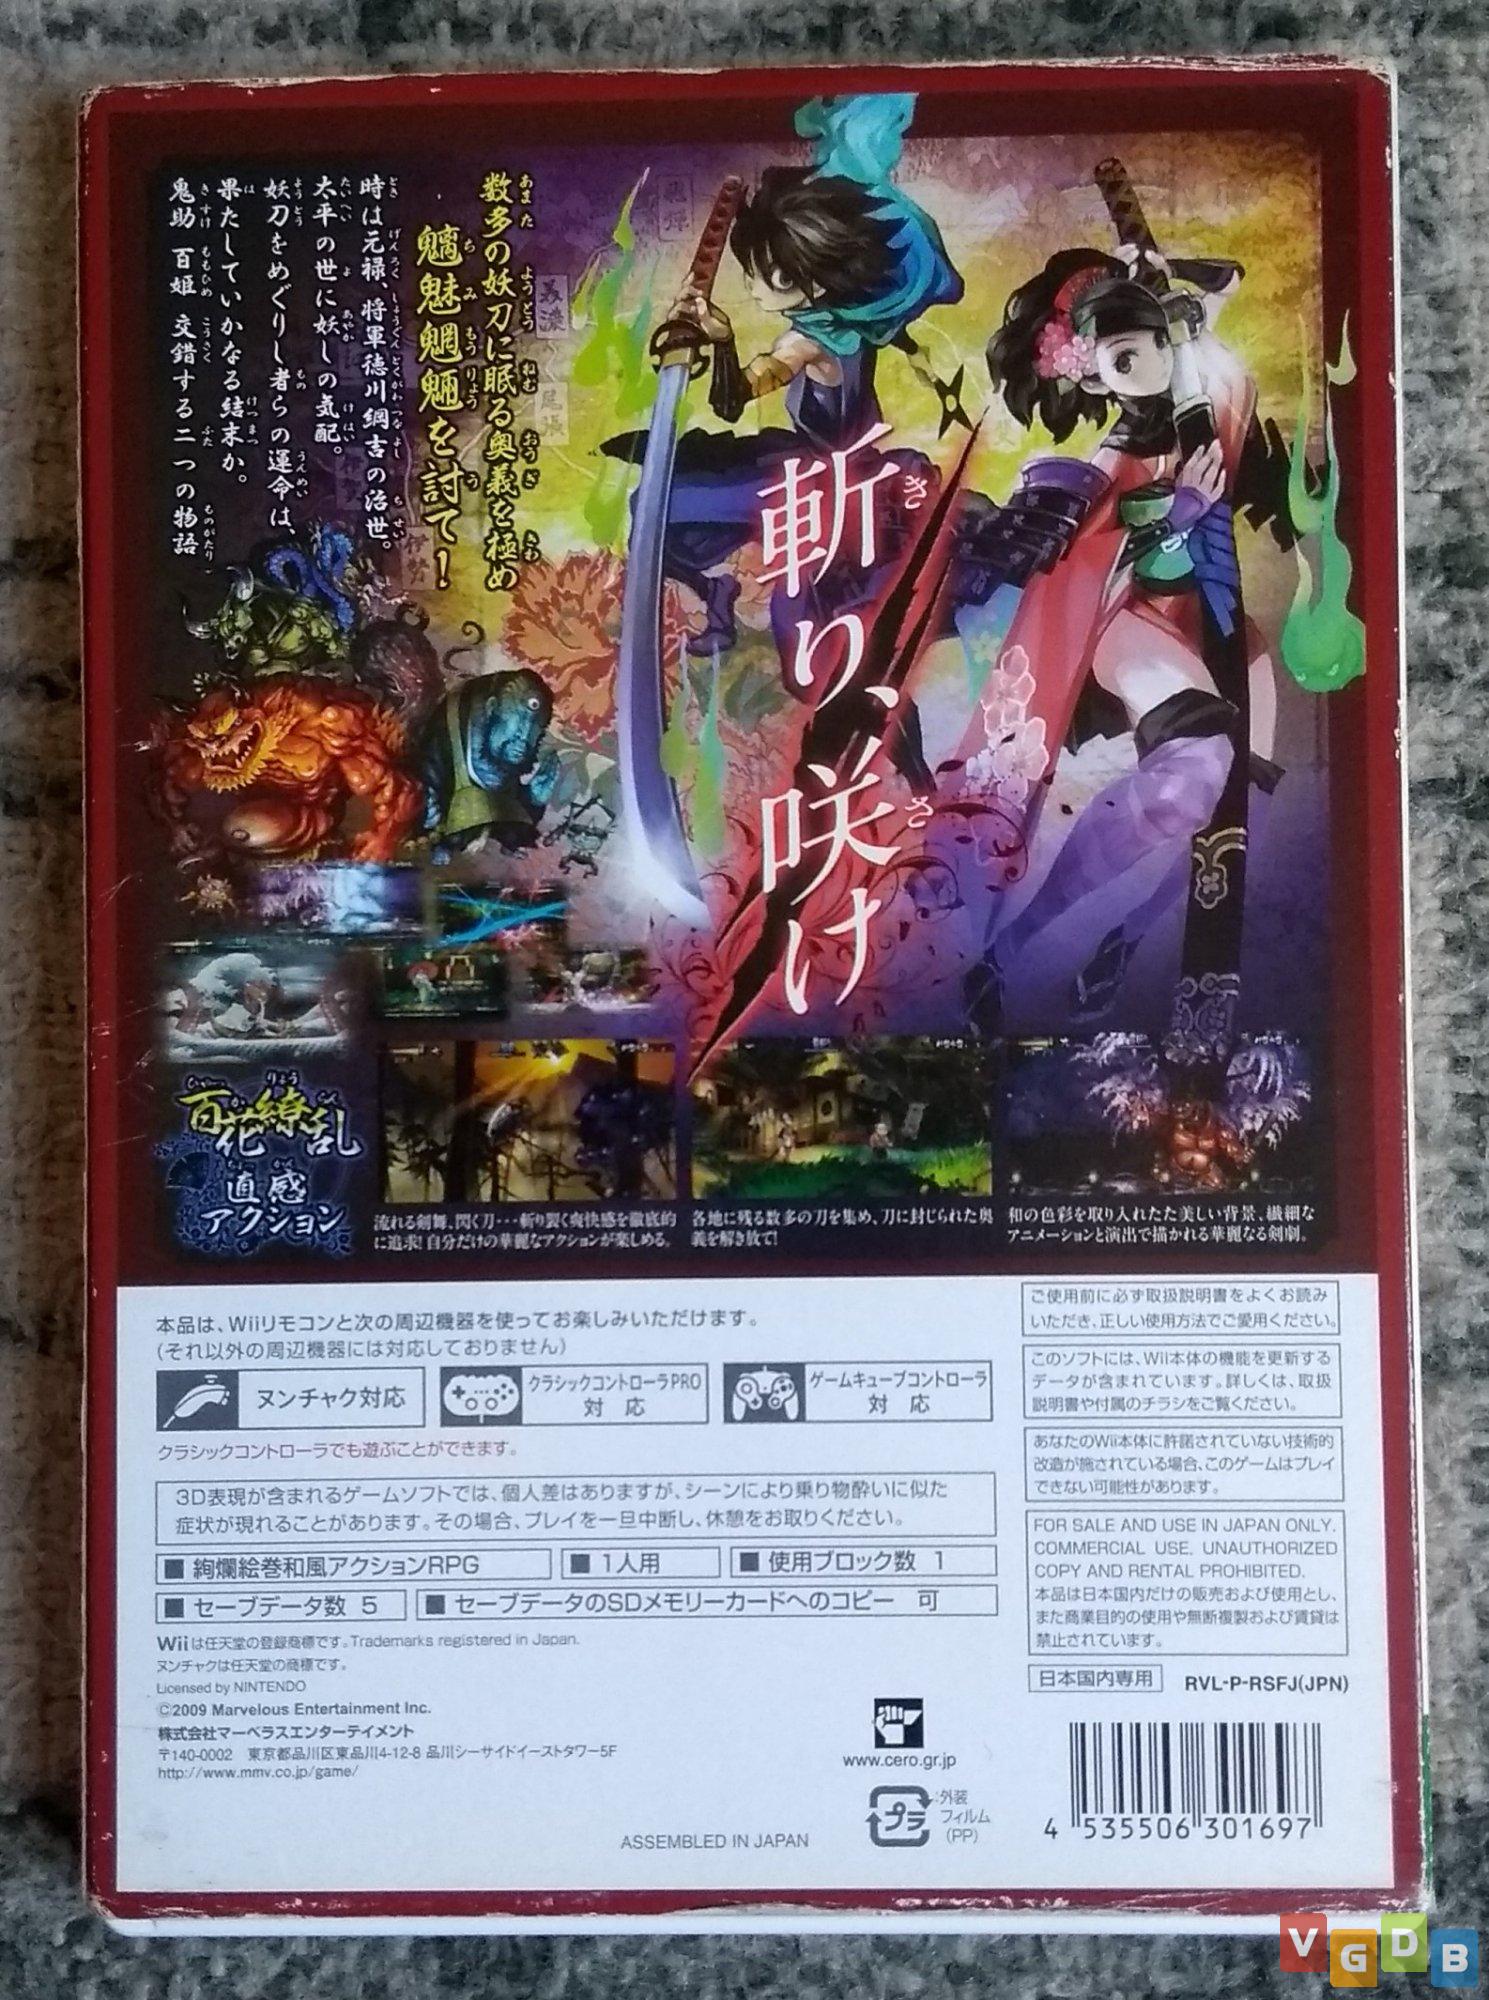 数多の妖刀に眠る奥義を極め
魑魅魍魎を討て!
時は元禄、将軍徳川綱吉の治世。
太平の世に妖しの気配。
妖刀をめぐりし者らの運命は、
果たしていかなる結末か。
鬼助 百姫 交錯する二つの物語
斬り、咲け
百花繚乱
直感
アクション
流れる剣舞、閃く刀・・・斬り裂く爽快感を徹底的
に追求!自分だけの華麗なアクションが楽しめる。
各地に残る数多の刀を集め、刀に封じられた奥
義を解き放て!
和の色彩を取り入れたた美しい背景、繊細な
アニメーションと演出で描かれる華麗なる剣劇。
本品は、Wiiリモコンと次の周辺機器を使ってお楽しみいただけます。
(それ以外の周辺機器には対応しておりません)
ヌンチャク対応
クラシックコントローラPRO
対 応
ゲームキューブコントローラ
対 応
クラシックコントローラでも遊ぶことができます。
3D表現が含まれるゲームソフトでは、個人差はありますが、シーンにより乗り物酔いに似た
症状が現れることがあります。その場合、プレイを一旦中断し、休憩をお取りください。
■ 絢爛絵巻和風アクションRPG
■ 1人用
■ 使用ブロック数 1
■ セーブデータ数 5
■ セーブデータのSDメモリーカードへのコピー 可
Wiiは任天堂の登録商標です。Trademarks registered in Japan.
ヌンチャクは任天堂の商標です。
Licensed by NINTENDO
©2009 Marvelous Entertainment Inc.
株式会社マーベラスエンターテイメント
〒140-0002 東京都品川区東品川4-12-8 品川シーサイドイーストタワー5F
http://www.mmv.co.jp/game/
ご使用前に必ず取扱説明書をよくお読み
いただき、正しい使用方法でご愛用ください。
このソフトには、Wii本体の機能を更新する
データが含まれています。詳しくは、取扱
説明書や付属のチラシをご覧ください。
あなたのWii本体に許諾されていない技術的
改造が施されている場合、このゲームはプレイ
できない可能性があります。
FOR SALE AND USE IN JAPAN ONLY.
COMMERCIAL USE, UNAUTHORIZED
COPY AND RENTAL PROHIBITED.
本品は日本国内だけの販売および使用とし、
また商業目的の使用や無断複製および賃貸は
禁止されています。
日本国内専用
RVL-P-RSFJ(JPN)
www.cero.gr.jp
プラ
:外装
フィルム
(PP)
ASSEMBLED IN JAPAN
4 535506 301697
VGDB